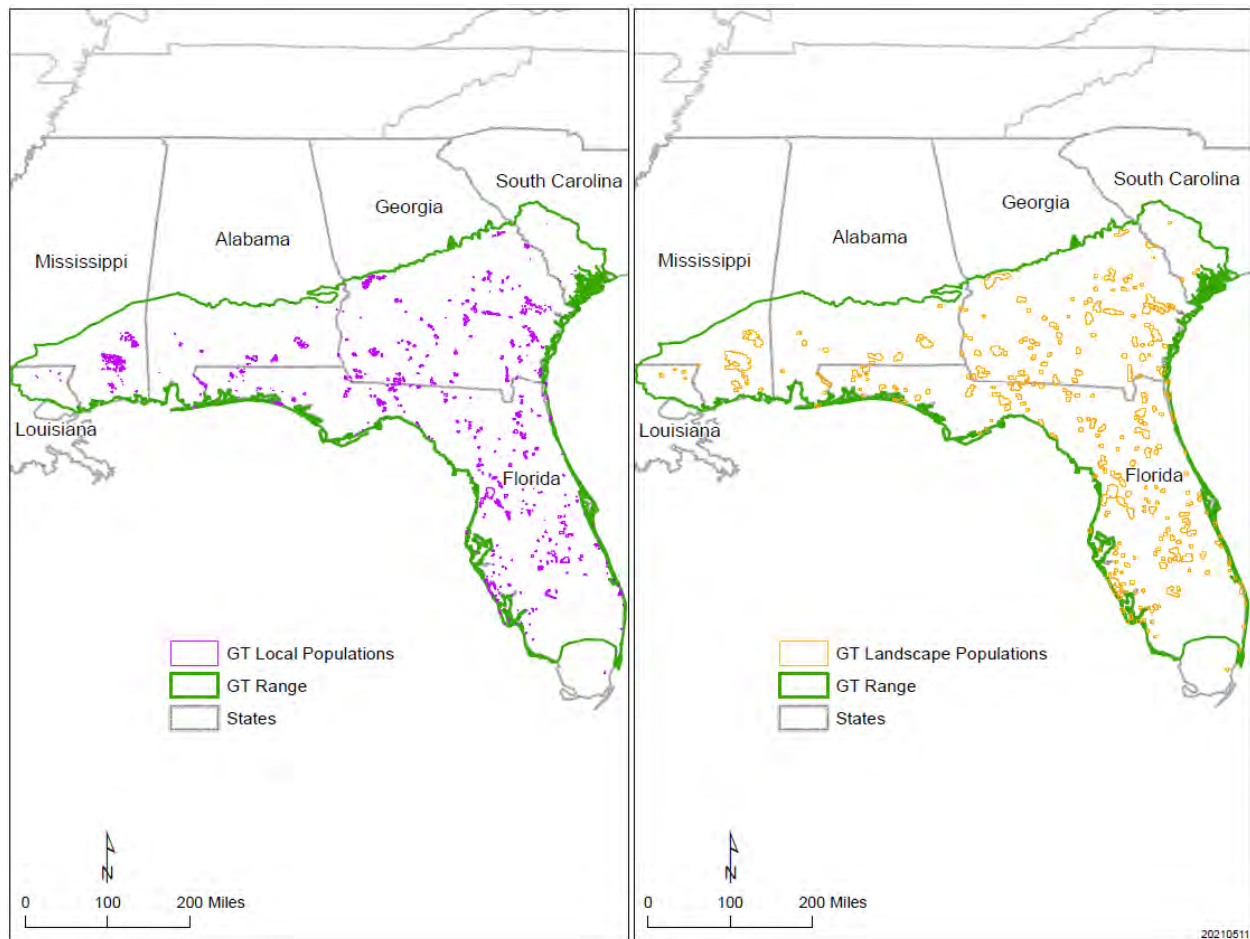 South Carolina
Georgia
Alabama
Mississippi
Louisiana
Florida
GT Local Populations
GT Range
States
N
0 100 200 Miles
South Carolina
Georgia
Alabama
Mississippi
Louisiana
Florida
GT Landscape Populations
GT Range
States
N
0 100 200 Miles
20210511